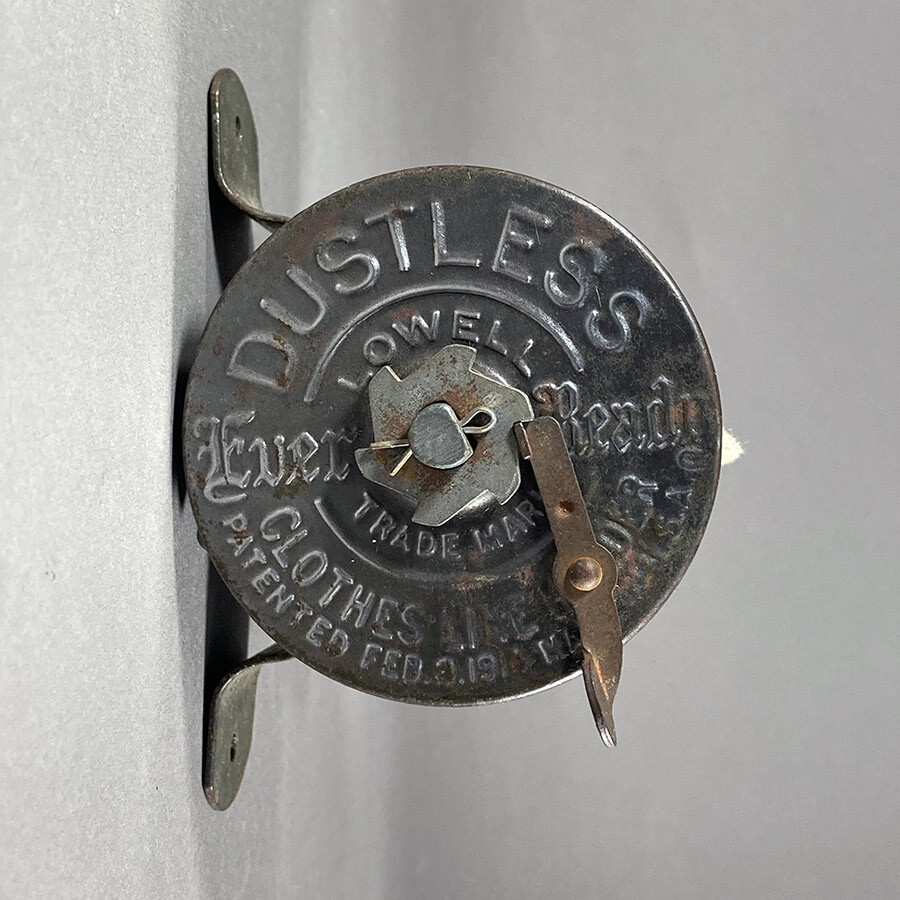 DUSTLESS
LOWELL
Ever Ready
TRADE MARK
CLOTHES LINE
PATENTED FEB. 3. 191